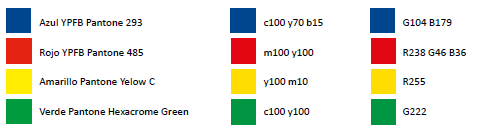 Azul YPFB Pantone 293 c100 y70 b15 G104 B179
Rojo YPFB Pantone 485 m100 y100 R238 G46 B36
Amarillo Pantone Yelow C y100 m10 R255
Verde Pantone Hexacrome Green c100 y100 G222